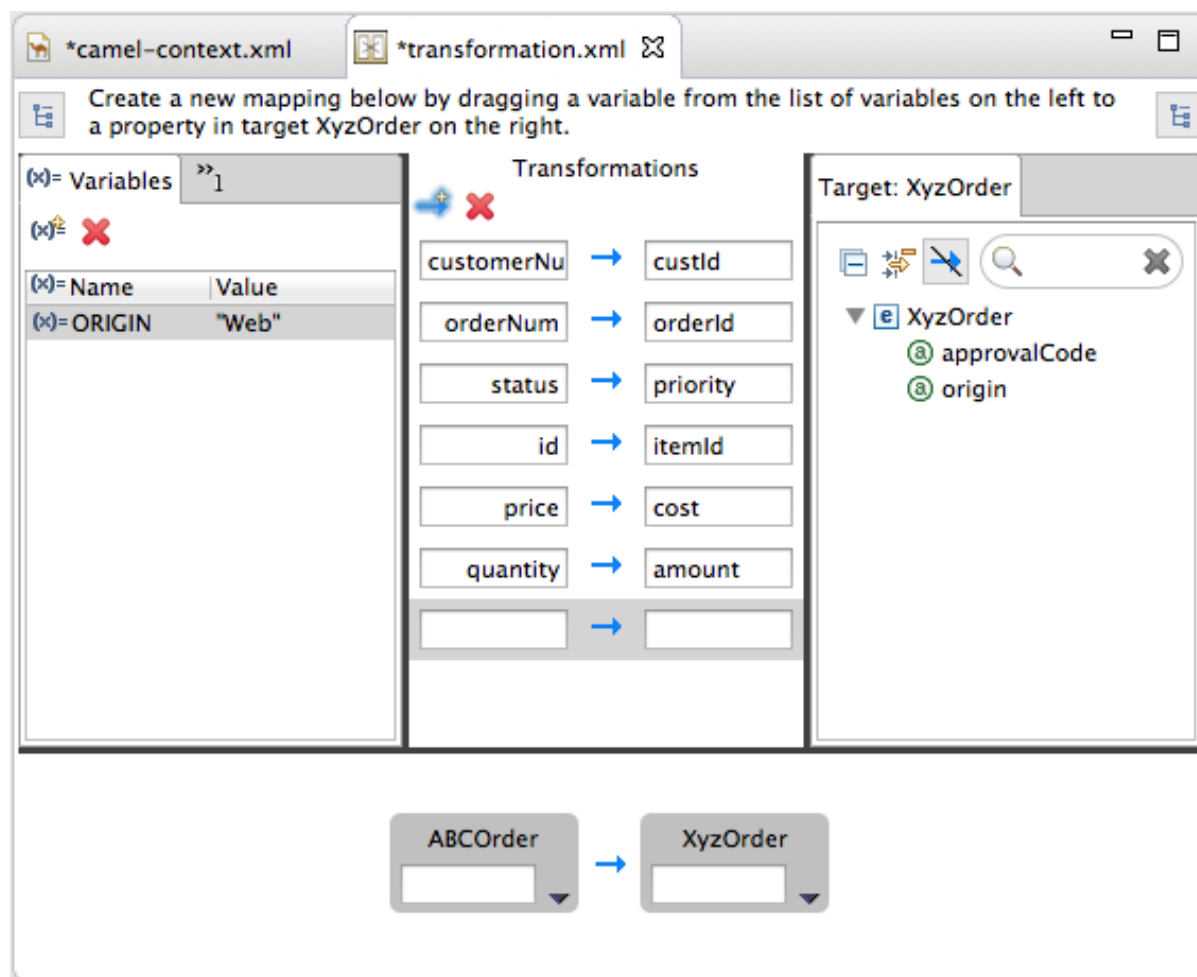 *camel-context.xml
*transformation.xml
Create a new mapping below by dragging a variable from the list of variables on the left to
a property in target XyzOrder on the right.
(x)= Variables
»1
Transformations
Target: XyzOrder
(x)= Name Value
(x)= ORIGIN "Web"
customerNu → custId
orderNum → orderId
status → priority
id → itemId
price → cost
quantity → amount
→
e XyzOrder
a approvalCode
a origin
ABCOrder → XyzOrder